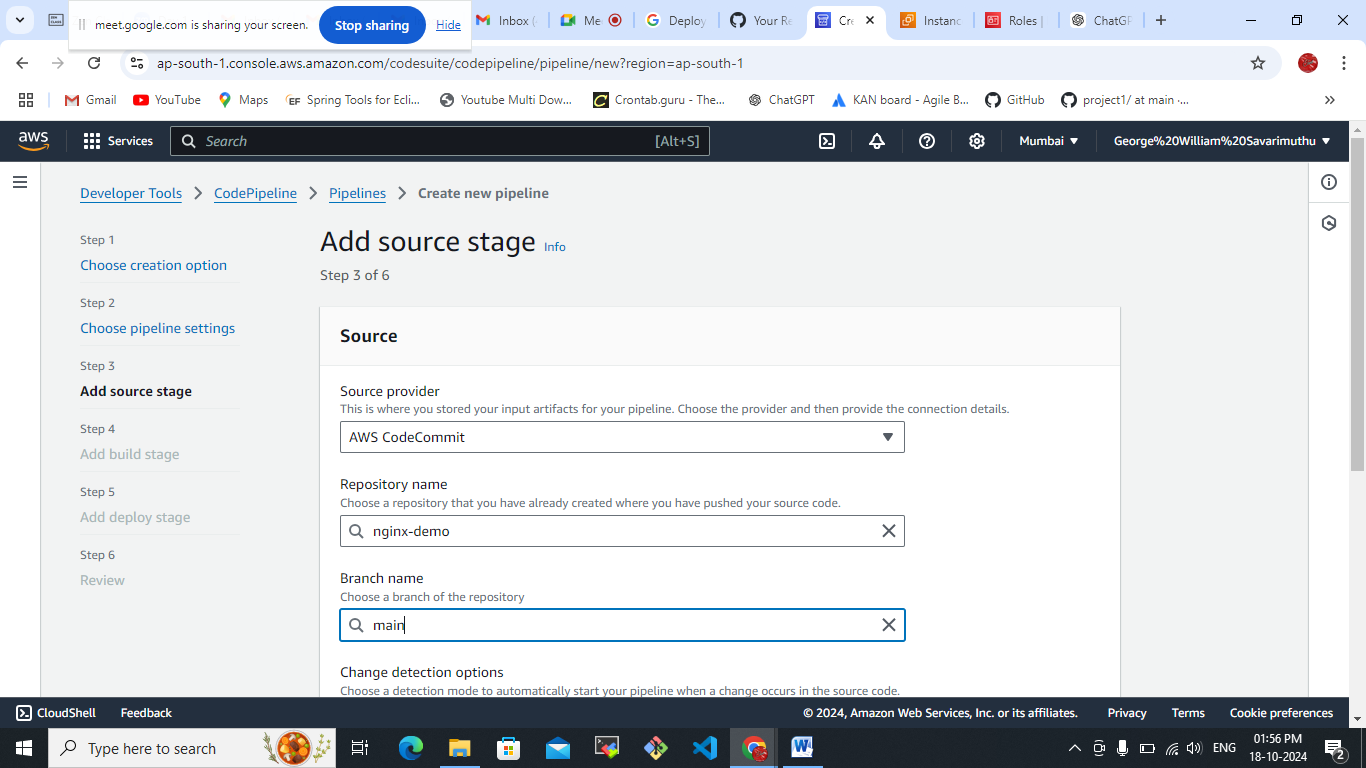 meet.google.com is sharing your screen. Stop sharing Hide
Inbox (
Me
Deploy
Your Re
Cre
Instanc
Roles |
ChatGP
ap-south-1.console.aws.amazon.com/codesuite/codepipeline/pipeline/new?region=ap-south-1
Gmail YouTube Maps Spring Tools for Ecli... Youtube Multi Dow... Crontab.guru - The... ChatGPT KAN board - Agile B... GitHub project1/ at main ·...
aws Services Search [Alt+S] Mumbai George%20William%20Savarimuthu
Developer Tools CodePipeline Pipelines Create new pipeline
Step 1
Choose creation option
Step 2
Choose pipeline settings
Step 3
Add source stage
Step 4
Add build stage
Step 5
Add deploy stage
Step 6
Review
Add source stage Info
Step 3 of 6
Source
Source provider
This is where you stored your input artifacts for your pipeline. Choose the provider and then provide the connection details.
AWS CodeCommit
Repository name
Choose a repository that you have already created where you have pushed your source code.
nginx-demo
Branch name
Choose a branch of the repository
main
Change detection options
Choose a detection mode to automatically start your pipeline when a change occurs in the source code.
CloudShell Feedback © 2024, Amazon Web Services, Inc. or its affiliates. Privacy Terms Cookie preferences
Type here to search
ENG
01:56 PM
18-10-2024
2